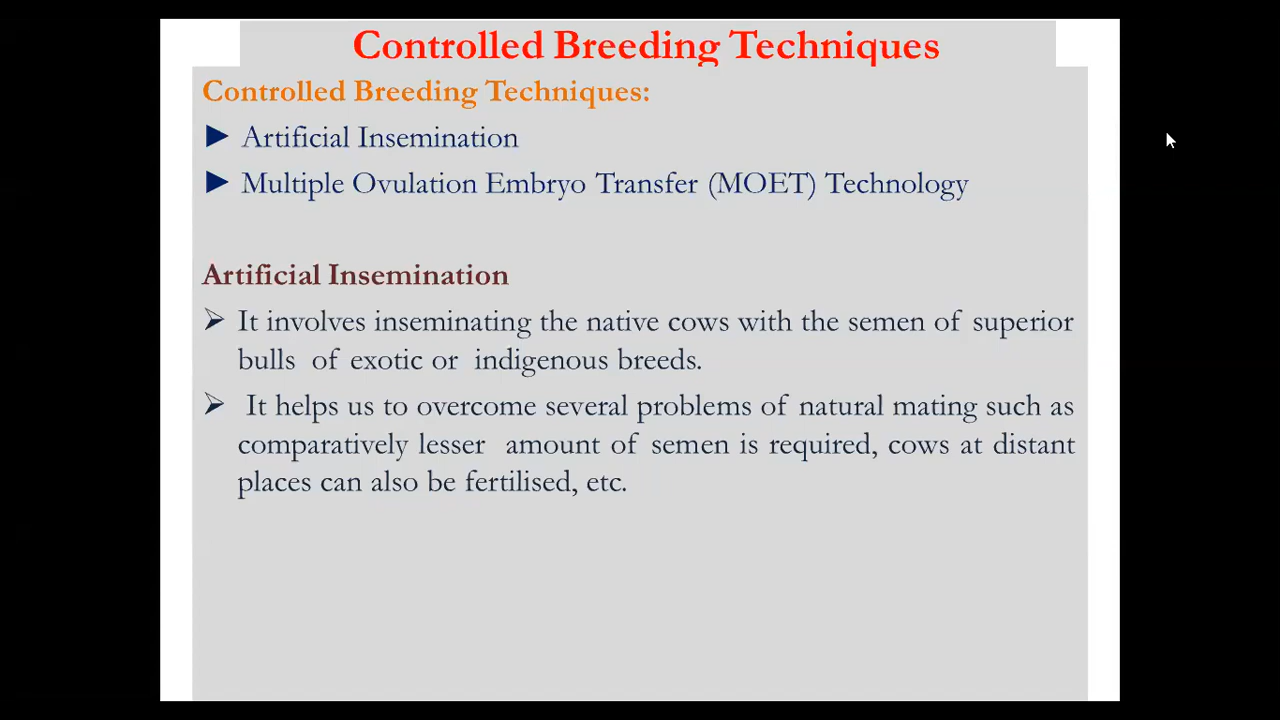 Controlled Breeding Techniques
Controlled Breeding Techniques:
► Artificial Insemination
► Multiple Ovulation Embryo Transfer (MOET) Technology
Artificial Insemination
➢ It involves inseminating the native cows with the semen of superior
bulls of exotic or indigenous breeds.
➢ It helps us to overcome several problems of natural mating such as
comparatively lesser amount of semen is required, cows at distant
places can also be fertilised, etc.